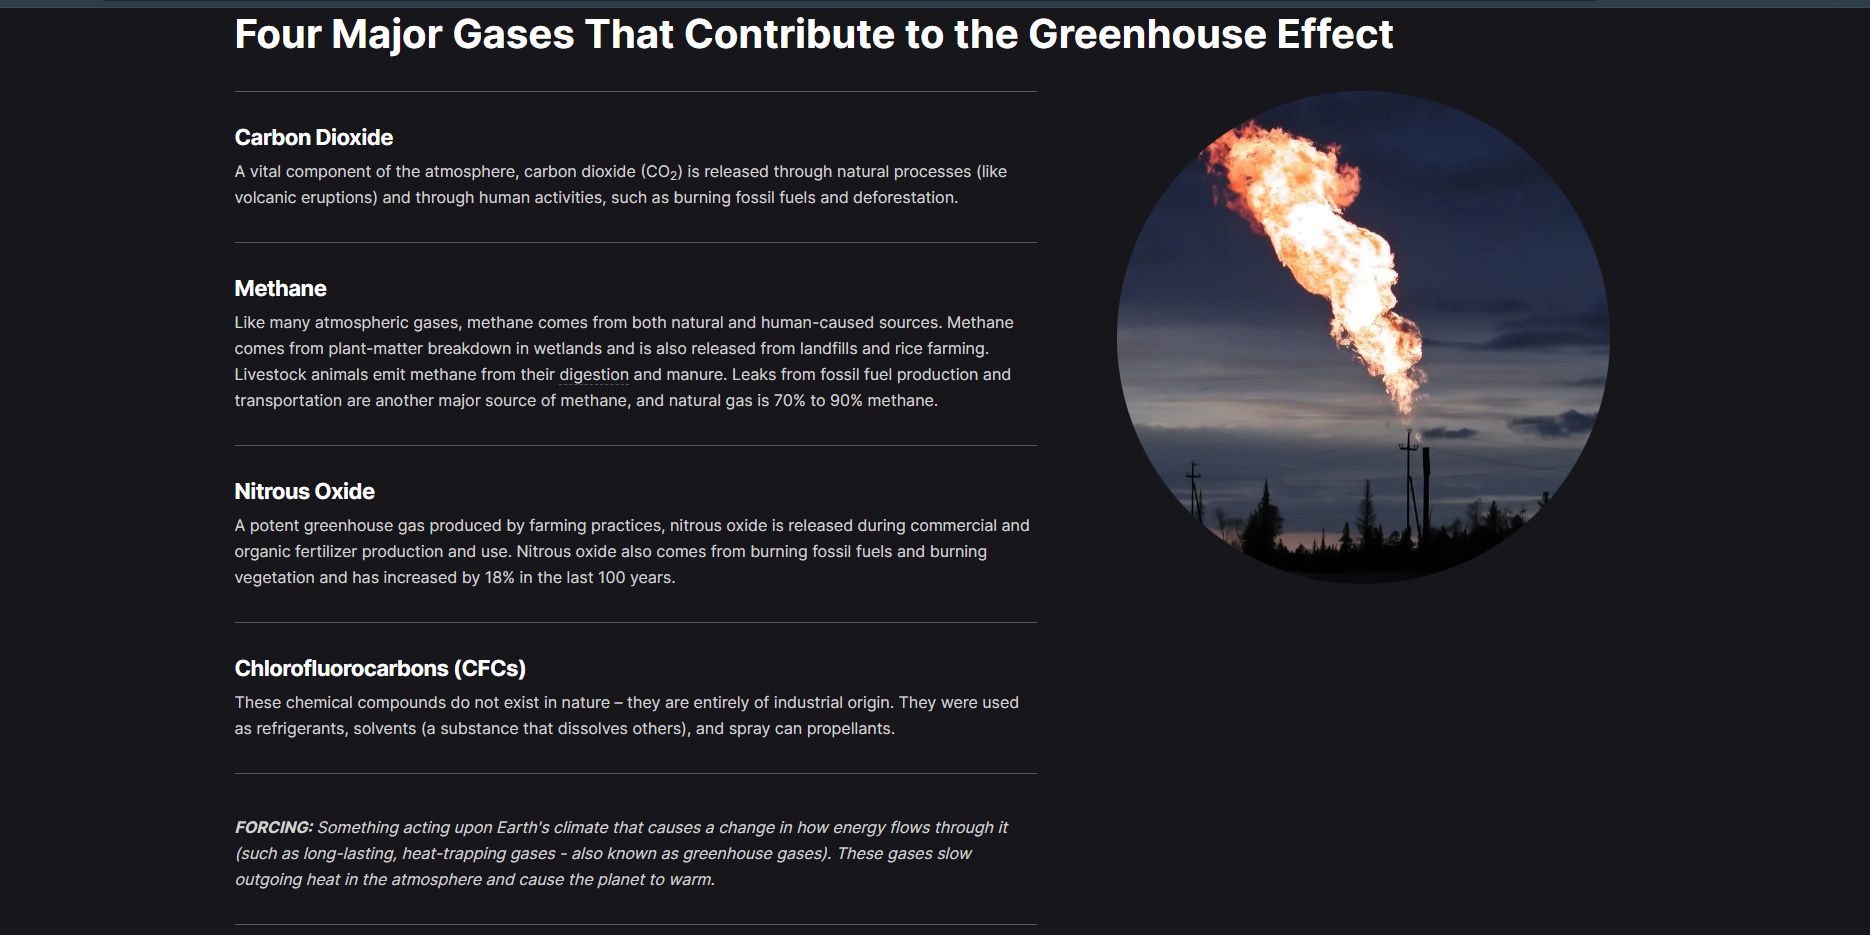 Four Major Gases That Contribute to the Greenhouse Effect
Carbon Dioxide
A vital component of the atmosphere, carbon dioxide (CO₂) is released through natural processes (like
volcanic eruptions) and through human activities, such as burning fossil fuels and deforestation.
Methane
Like many atmospheric gases, methane comes from both natural and human-caused sources. Methane
comes from plant-matter breakdown in wetlands and is also released from landfills and rice farming.
Livestock animals emit methane from their digestion and manure. Leaks from fossil fuel production and
transportation are another major source of methane, and natural gas is 70% to 90% methane.
Nitrous Oxide
A potent greenhouse gas produced by farming practices, nitrous oxide is released during commercial and
organic fertilizer production and use. Nitrous oxide also comes from burning fossil fuels and burning
vegetation and has increased by 18% in the last 100 years.
Chlorofluorocarbons (CFCs)
These chemical compounds do not exist in nature – they are entirely of industrial origin. They were used
as refrigerants, solvents (a substance that dissolves others), and spray can propellants.
FORCING: Something acting upon Earth's climate that causes a change in how energy flows through it
(such as long-lasting, heat-trapping gases - also known as greenhouse gases). These gases slow
outgoing heat in the atmosphere and cause the planet to warm.